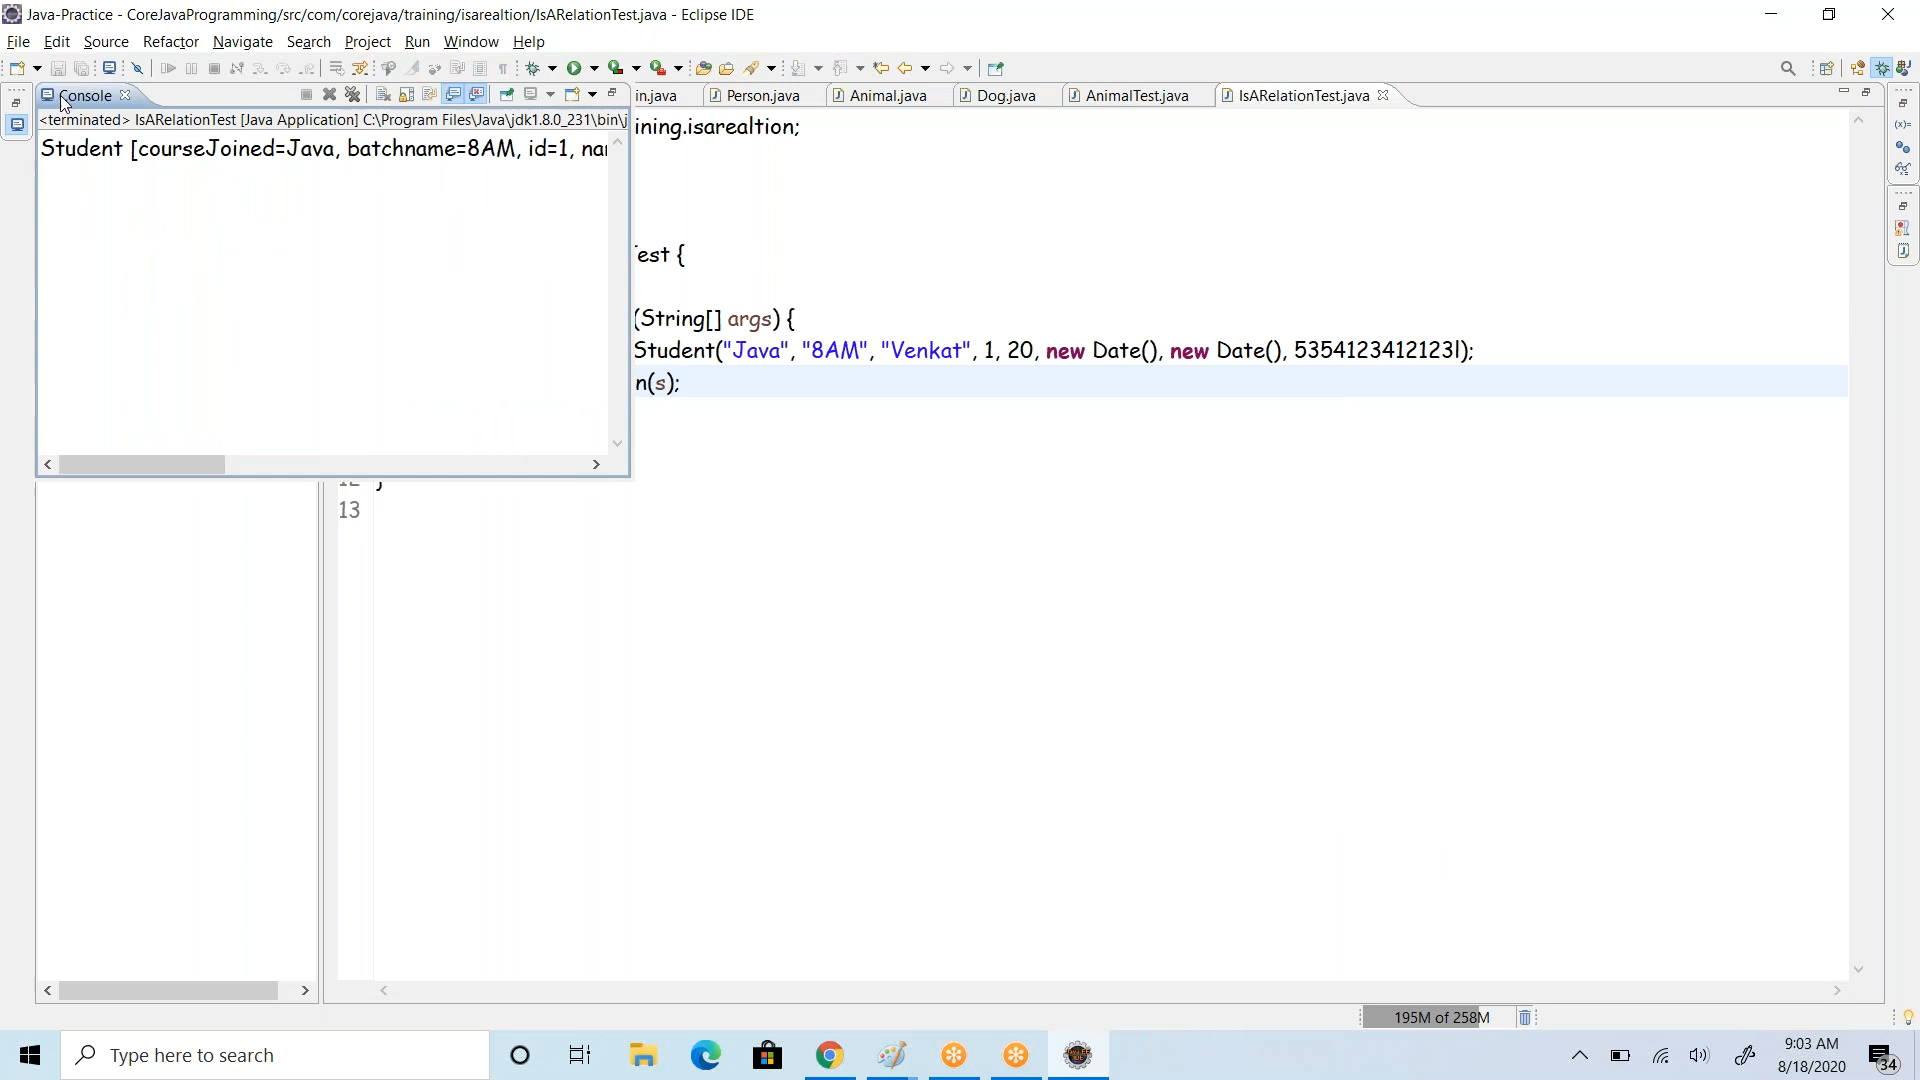 Java-Practice - CoreJavaProgramming/src/com/corejava/training/isarealtion/IsARelationTest.java - Eclipse IDE
File Edit Source Refactor Navigate Search Project Run Window Help
Console in.java Person.java Animal.java Dog.java AnimalTest.java IsARelationTest.java
<terminated> IsARelationTest [Java Application] C:\Program Files\Java\jdk1.8.0_231\bin\j
ining.isarealtion;
Student [courseJoined=Java, batchname=8AM, id=1, nar
Test {
(String[] args) {
Student("Java", "8AM", "Venkat", 1, 20, new Date(), new Date(), 5354123412123l);
n(s);
12 }
13
195M of 258M
Type here to search
9:03 AM
8/18/2020
34